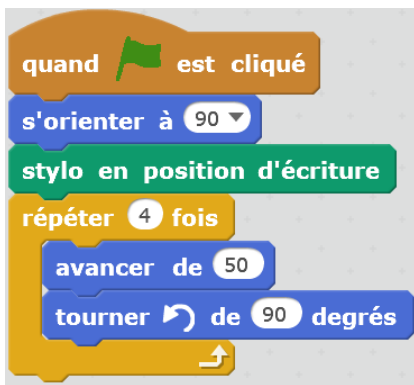 quand est cliqué
s'orienter à 90
stylo en position d'écriture
répéter 4 fois
avancer de 50
tourner de 90 degrés